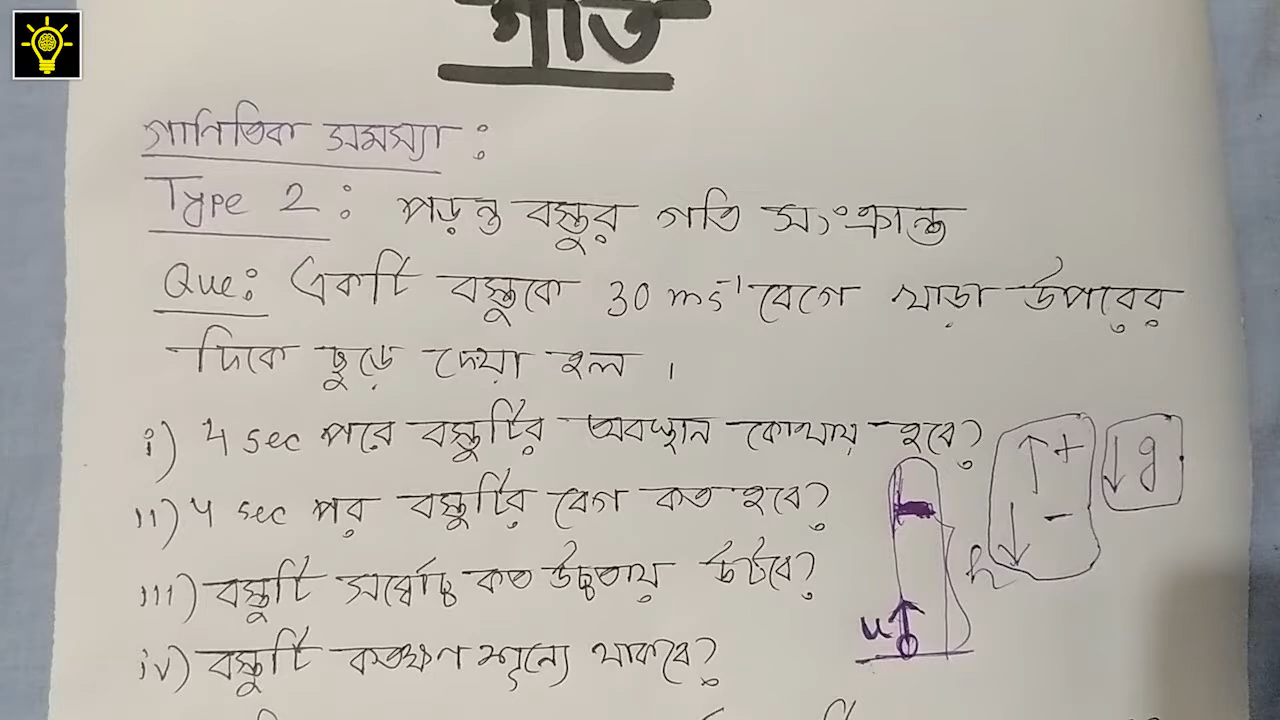 গতি
গানিতিক সমস্যা :
Type 2 : পড়ন্ত বস্তুর গতি সংক্রান্ত
Que: একটি বস্তুকে 30 ms⁻¹ বেগে খাড়া উপরের
দিকে ছুড়ে দেয়া হল ।
i) 4 sec পরে বস্তুটির অবস্থান কোথায় হবে?
ii) 4 sec পর বস্তুটির বেগ কত হবে?
iii) বস্তুটি সর্বোচ্চ কত উচ্চতায় উঠবে?
iv) বস্তুটি কতক্ষণ শূন্যে থাকবে?
↑ +
↓ -
↓ g
h
u